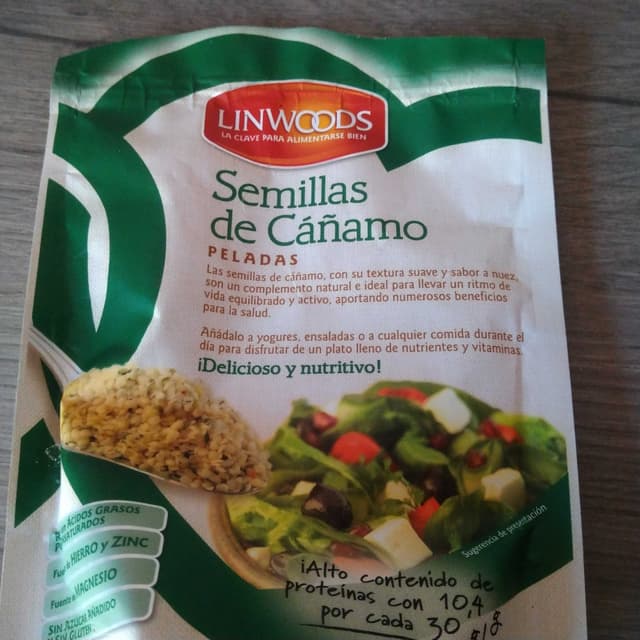 LINWOODS
LA CLAVE PARA ALIMENTARSE BIEN
Semillas
de Cáñamo
PELADAS
Las semillas de cáñamo, con su textura suave y sabor a nuez,
son un complemento natural e ideal para llevar un ritmo de
vida equilibrado y activo, aportando numerosos beneficios
para la salud.
Añádalo a yogures, ensaladas o a cualquier comida durante el
día para disfrutar de un plato lleno de nutrientes y vitaminas.
¡Delicioso y nutritivo!
ÁCIDOS GRASOS
HIERRO y ZINC
MAGNESIO
SIN AZÚCAR AÑADIDO
GLUTEN
Sugerencia de presentación
¡Alto contenido de
proteínas con 10,4 g
por cada 30 g!